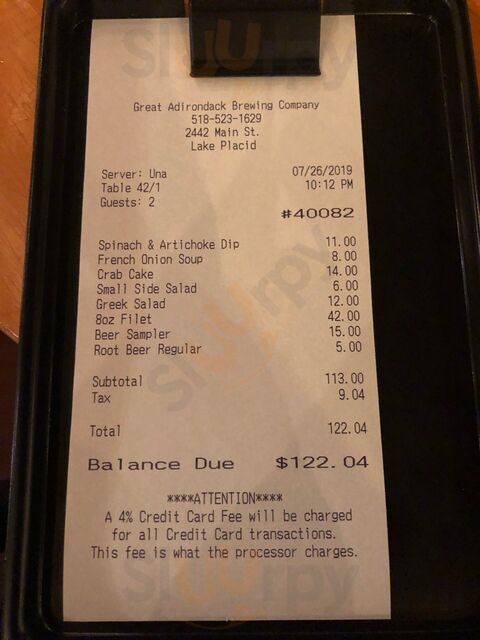 Great Adirondack Brewing Company
518-523-1629
2442 Main St.
Lake Placid
Server: Una 07/26/2019
Table 42/1 10:12 PM
Guests: 2
#40082
Spinach & Artichoke Dip 11.00
French Onion Soup 8.00
Crab Cake 14.00
Small Side Salad 6.00
Greek Salad 12.00
8oz Filet 42.00
Beer Sampler 15.00
Root Beer Regular 5.00
Subtotal 113.00
Tax 9.04
Total 122.04
Balance Due $122.04
****ATTENTION****
A 4% Credit Card Fee will be charged
for all Credit Card transactions.
This fee is what the processor charges.
Sluurpy
Sluurpy
Sluurpy